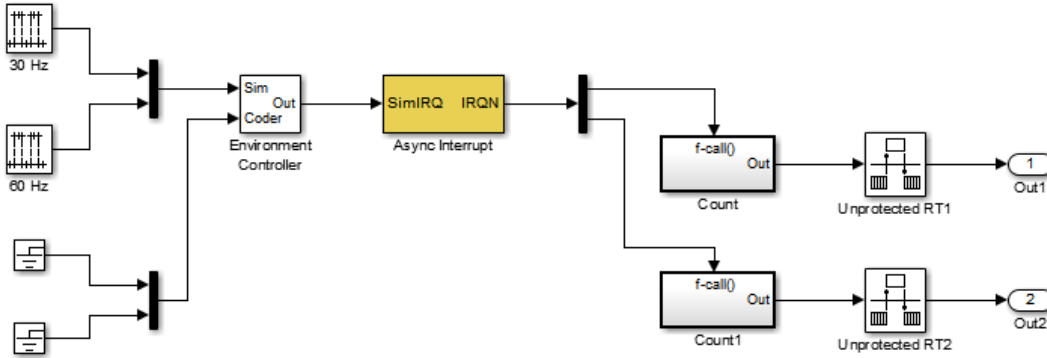 30 Hz
60 Hz
Sim
Out
Coder
Environment
Controller
SimIRQ IRQN
Async Interrupt
f-call()
Out
Count
Unprotected RT1
1
Out1
f-call()
Out
Count1
Unprotected RT2
2
Out2